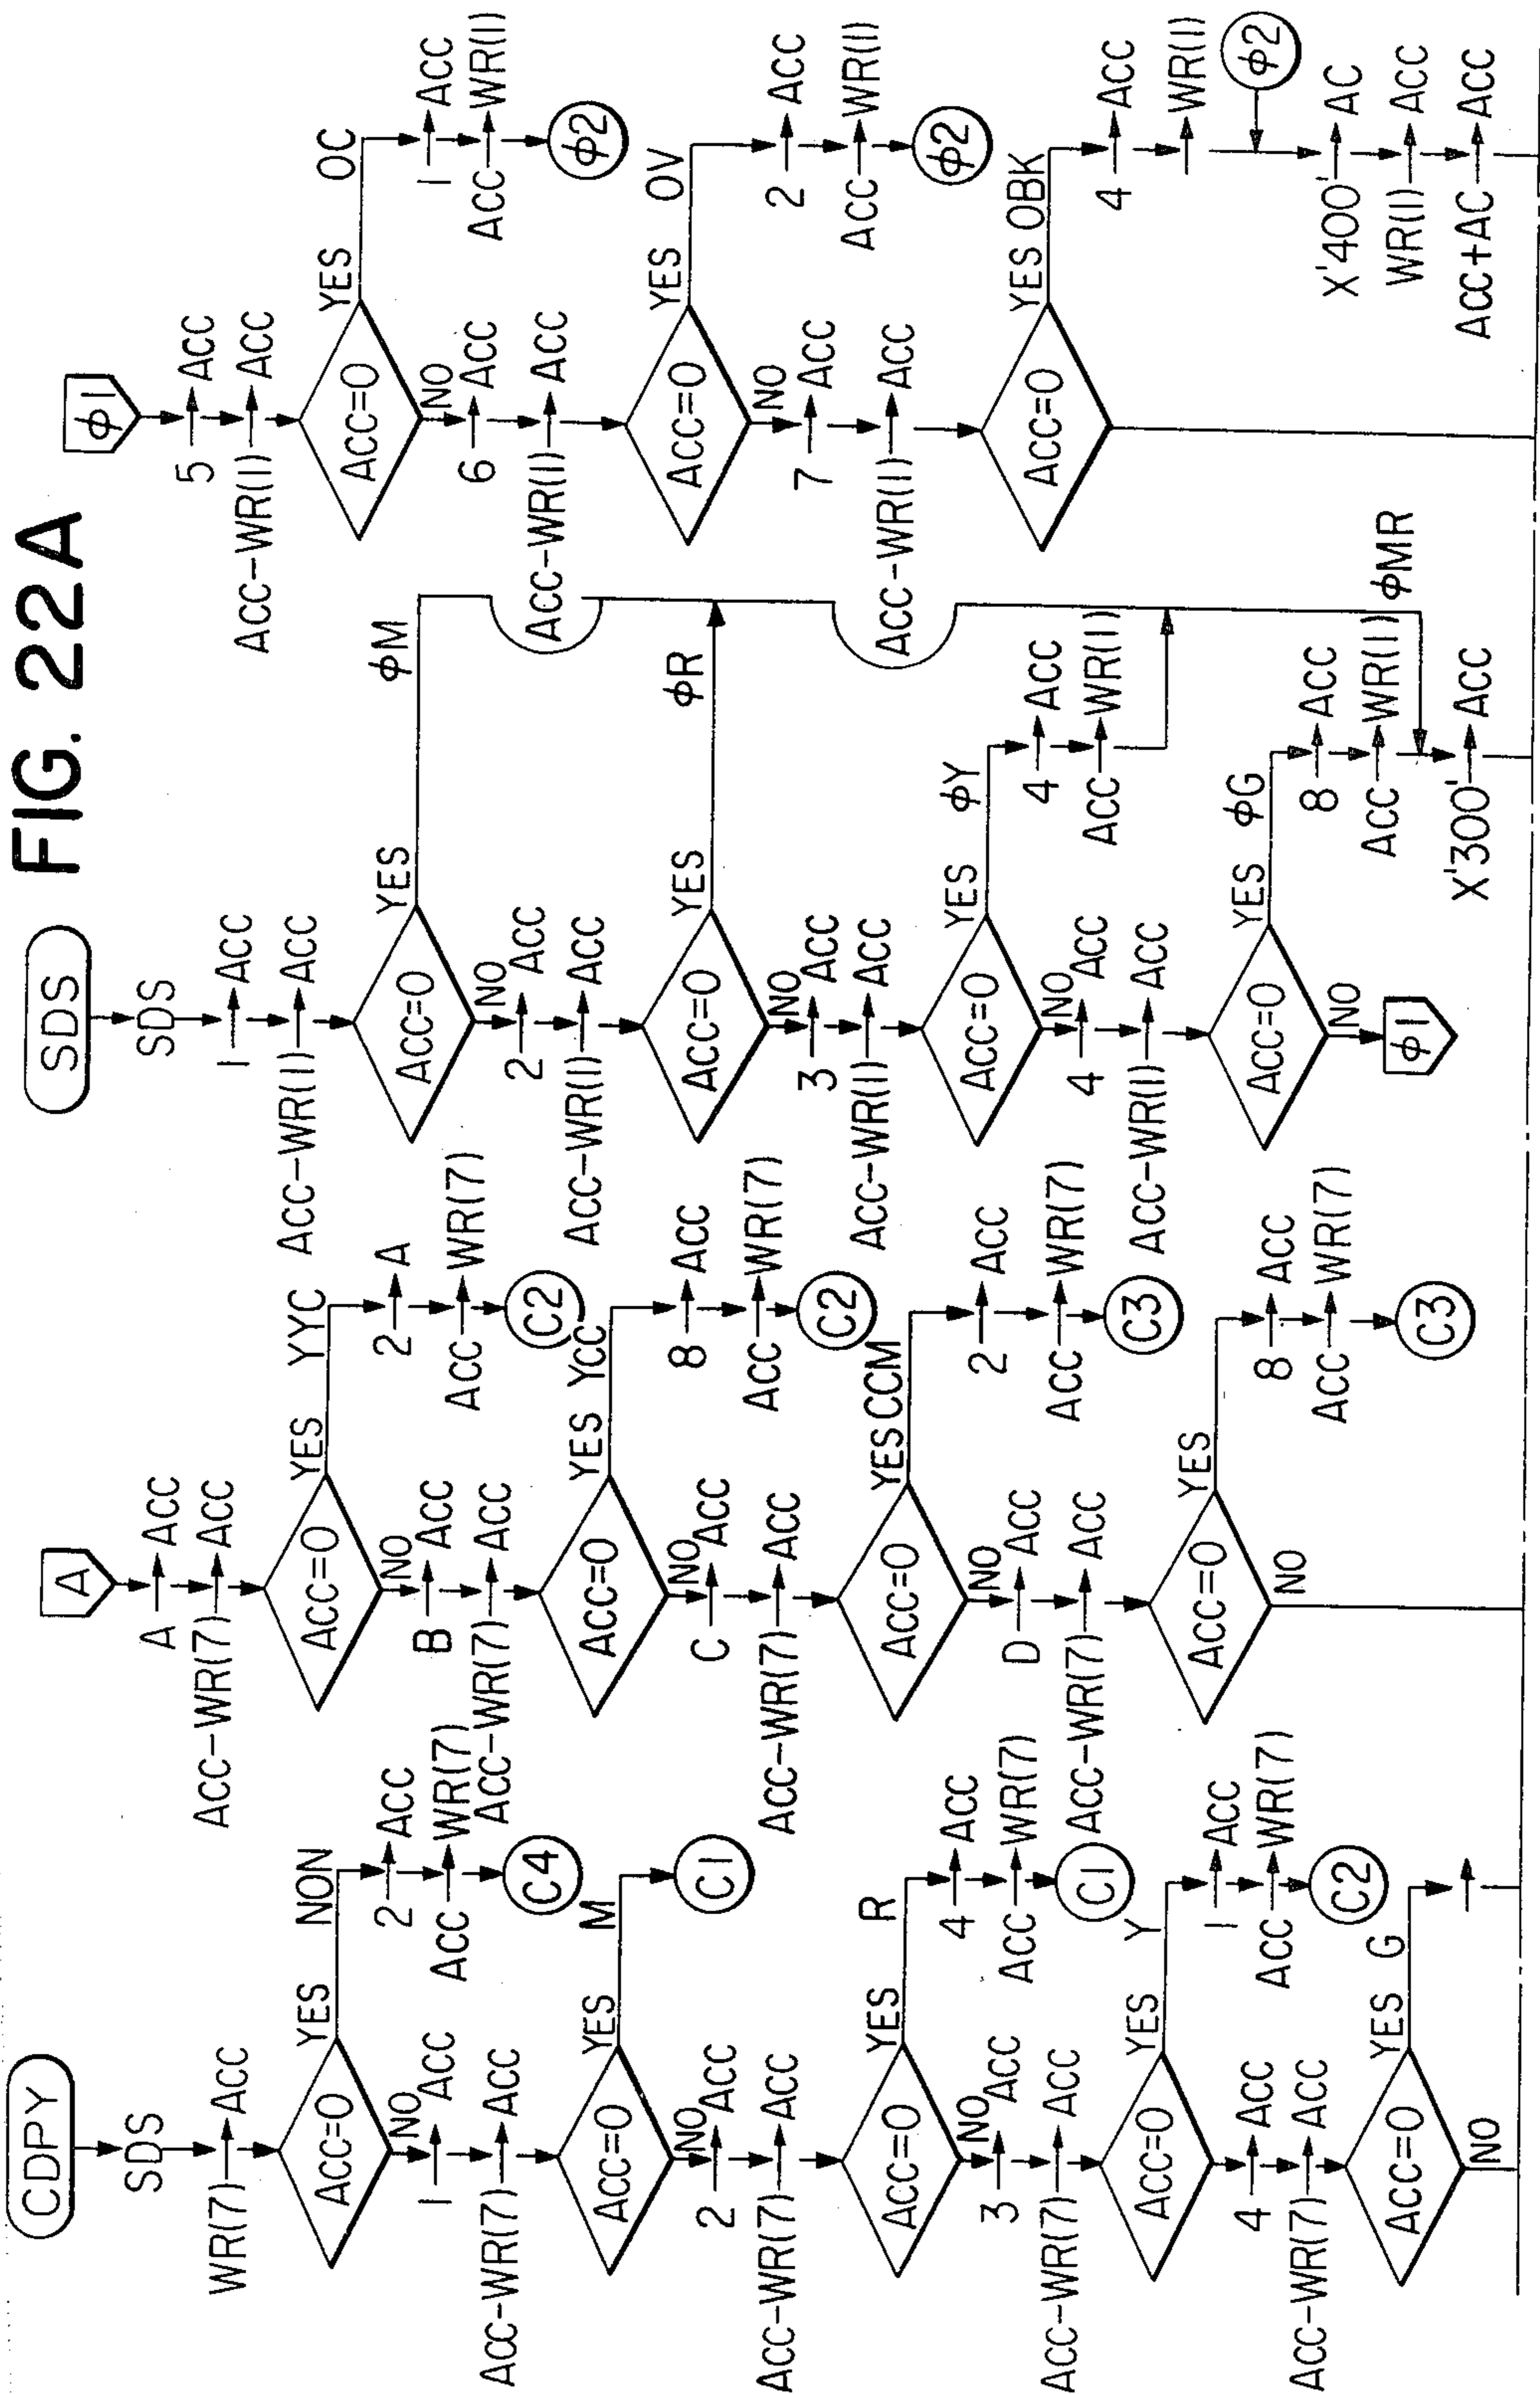 FIG. 22A
CDPY
SDS
WR(7) → ACC
ACC=0
YES NON
2 → ACC
ACC → WR(7)
C4
NO
1 → ACC
ACC-WR(7) → ACC
ACC=0
YES M
C1
NO
2 → ACC
ACC-WR(7) → ACC
ACC=0
YES R
4 → ACC
ACC → WR(7)
C1
NO
3 → ACC
ACC-WR(7) → ACC
ACC=0
YES Y
1 → ACC
ACC → WR(7)
C2
4 → ACC
ACC-WR(7) → ACC
ACC=0
YES G
NO
A
A → ACC
ACC-WR(7) → ACC
ACC=0
YES YYC
2 → A
ACC → WR(7)
C2
NO
B → ACC
ACC-WR(7) → ACC
ACC=0
YES YCC
8 → ACC
ACC → WR(7)
C2
NO
C → ACC
ACC-WR(7) → ACC
ACC=0
YES CCM
2 → ACC
ACC → WR(7)
C3
NO
D → ACC
ACC-WR(7) → ACC
ACC=0
YES
8 → ACC
ACC → WR(7)
C3
NO
SDS
SDS
1 → ACC
ACC-WR(1) → ACC
ACC=0
YES ϕM
NO
2 → ACC
ACC-WR(1) → ACC
ACC=0
YES ϕR
NO
3 → ACC
ACC-WR(1) → ACC
ACC=0
YES ϕY
4 → ACC
ACC → WR(1)
NO
4 → ACC
ACC-WR(1) → ACC
ACC=0
YES ϕG
8 → ACC
ACC → WR(1)
ϕMR
X'300' → ACC
NO
ϕ1
ϕ1
5 → ACC
ACC-WR(1) → ACC
ACC=0
YES OC
1 → ACC
ACC → WR(1)
ϕ2
NO
6 → ACC
ACC-WR(1) → ACC
ACC=0
YES OV
2 → ACC
ACC → WR(1)
ϕ2
NO
7 → ACC
ACC-WR(1) → ACC
ACC=0
YES OBK
4 → ACC
→ WR(1)
ϕ2
X'400' → AC
WR(1) → ACC
ACC+AC → ACC